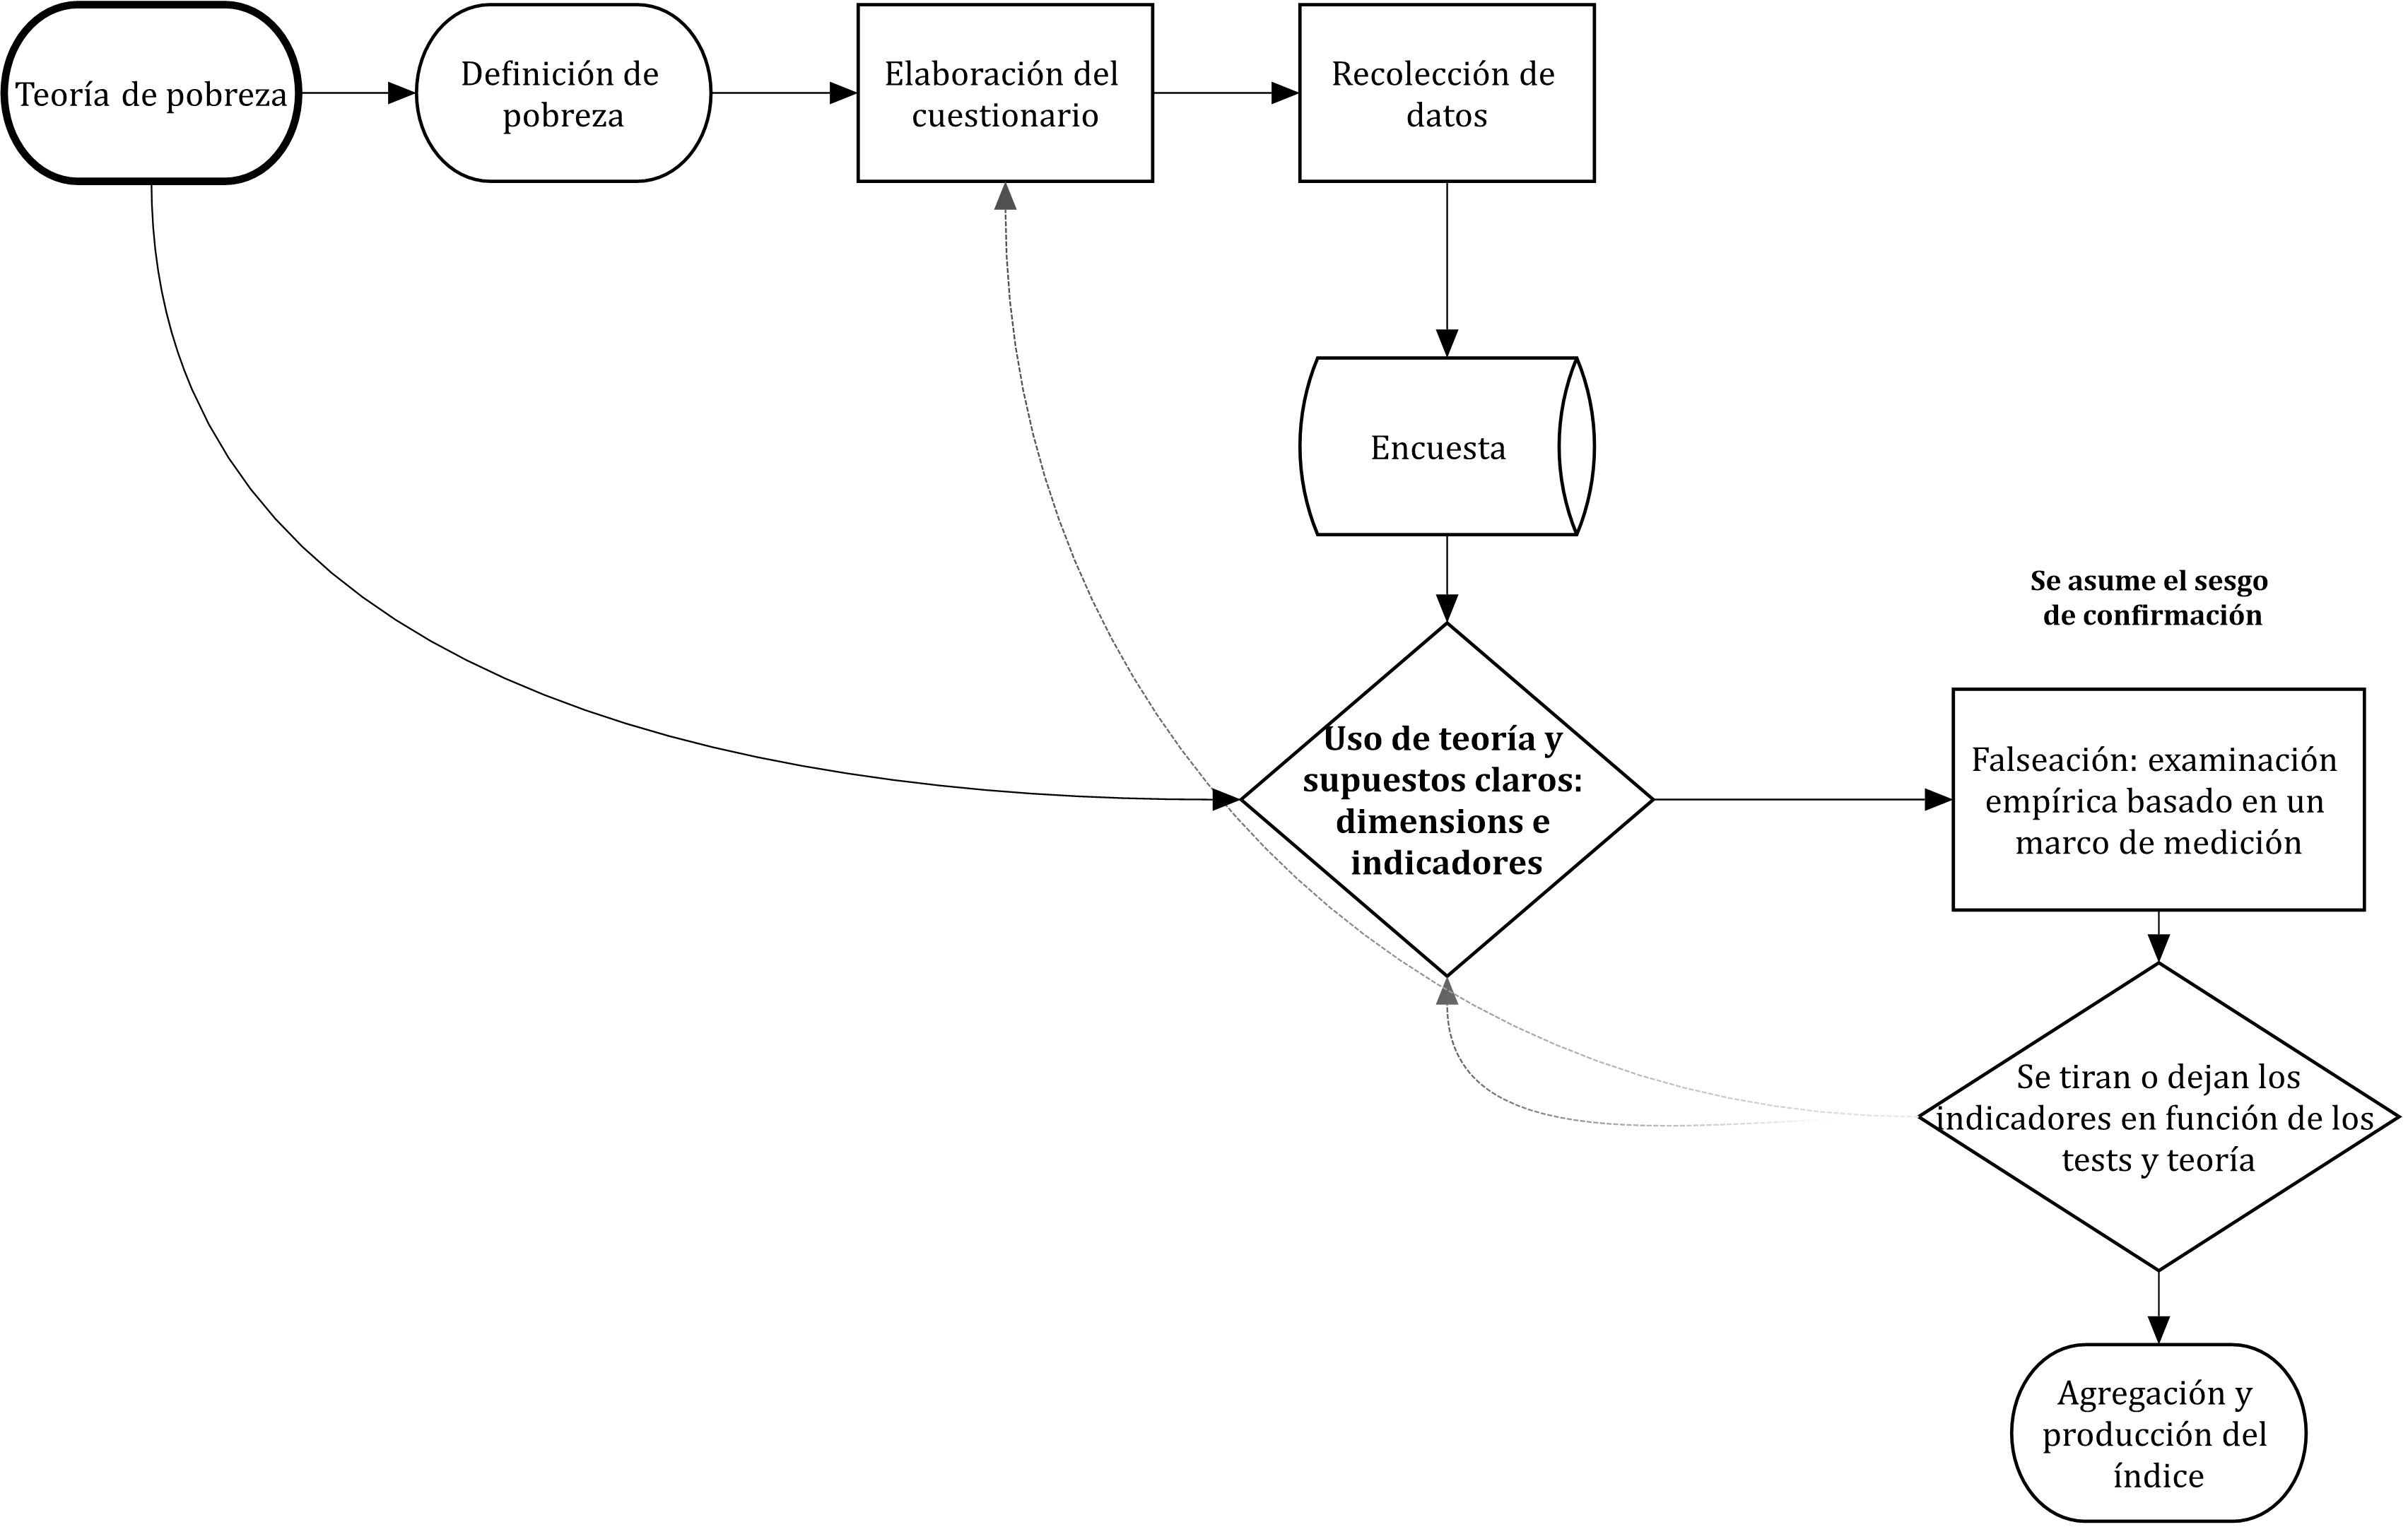 Teoría de pobreza
Definición de
pobreza
Elaboración del
cuestionario
Recolección de
datos
Encuesta
Uso de teoría y
supuestos claros:
dimensions e
indicadores
Se asume el sesgo
de confirmación
Falseación: examinación
empírica basado en un
marco de medición
Se tiran o dejan los
indicadores en función de los
tests y teoría
Agregación y
producción del
índice